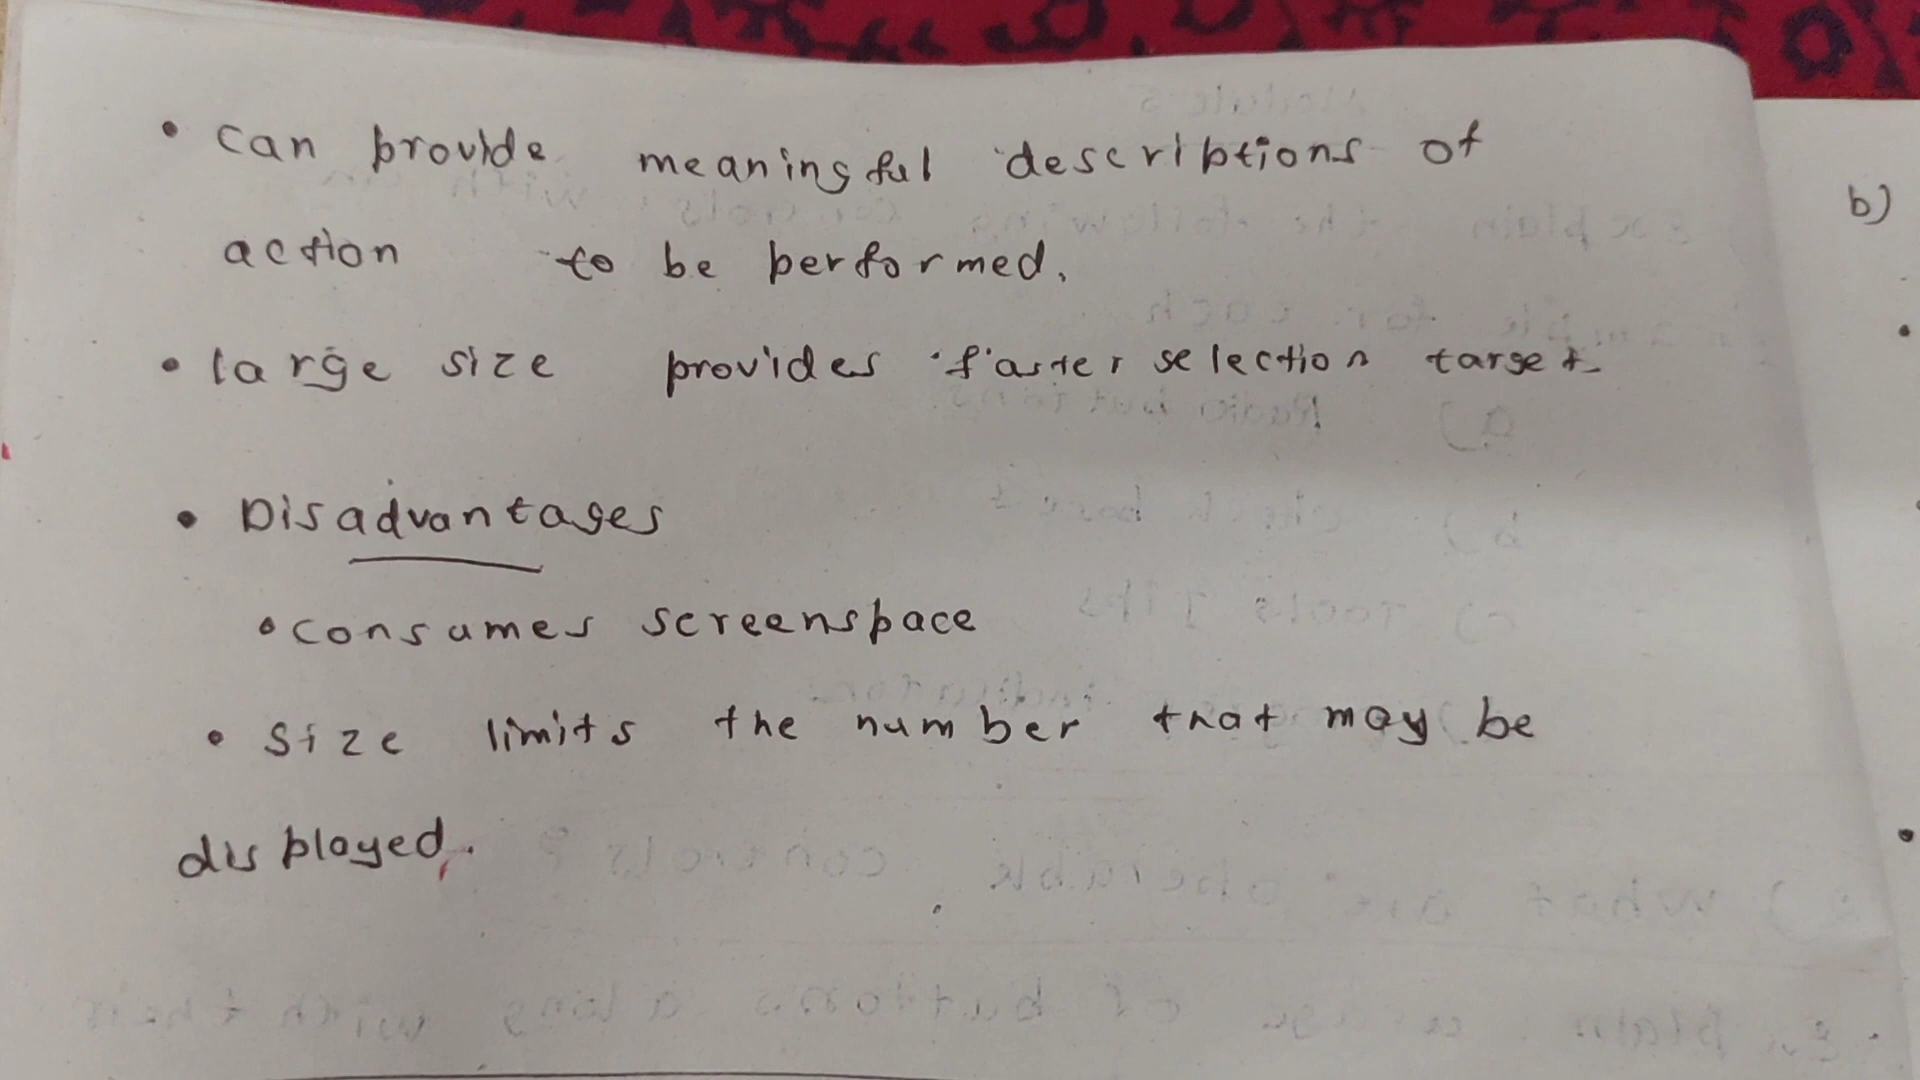 • can provide meaningful descriptions of
action to be performed.
• large size provides faster selection target
• Disadvantages
• consumes screenspace
• size limits the number that may be
displayed.
b)